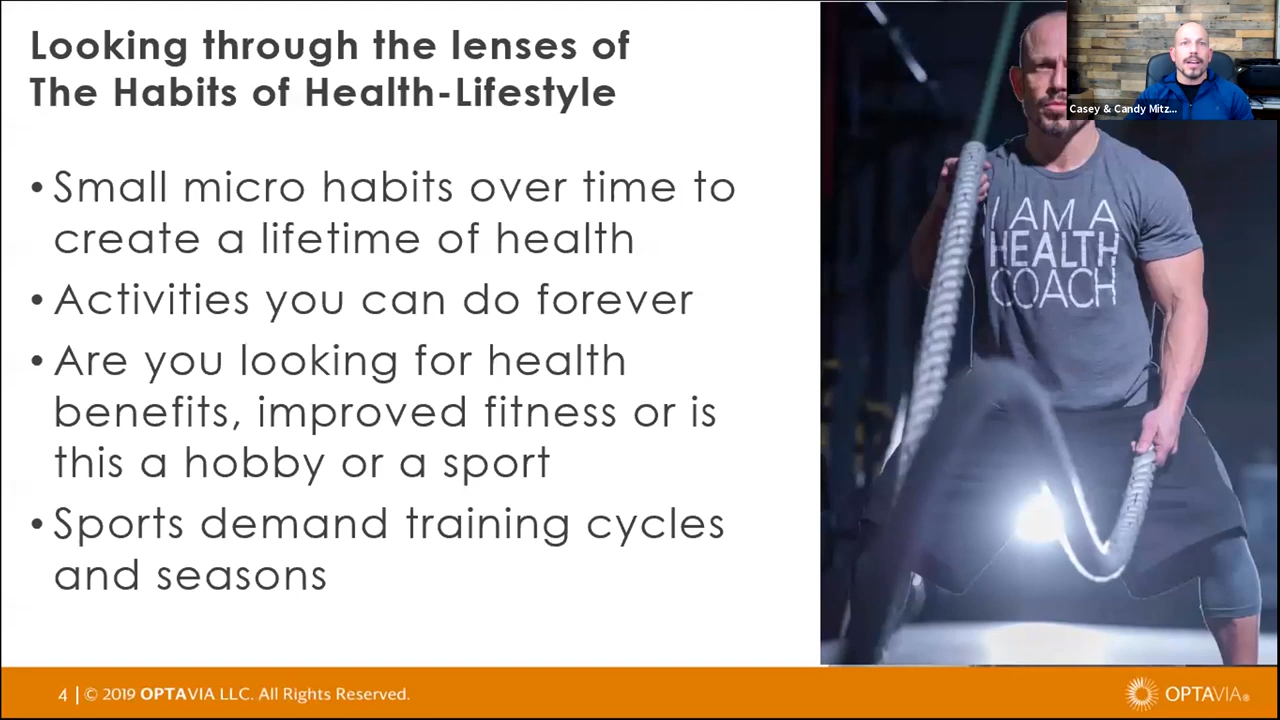 Looking through the lenses of
The Habits of Health-Lifestyle
• Small micro habits over time to
create a lifetime of health
• Activities you can do forever
• Are you looking for health
benefits, improved fitness or is
this a hobby or a sport
• Sports demand training cycles
and seasons
I AM A
HEALTH
COACH
Casey & Candy Mitz...
4 | © 2019 OPTAVIA LLC. All Rights Reserved.
OPTAVIA®